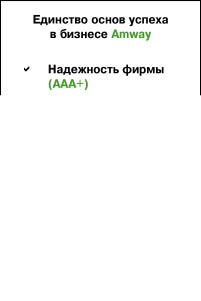 Единство основ успеха
в бизнесе Amway
✓ Надежность фирмы
(AAA+)